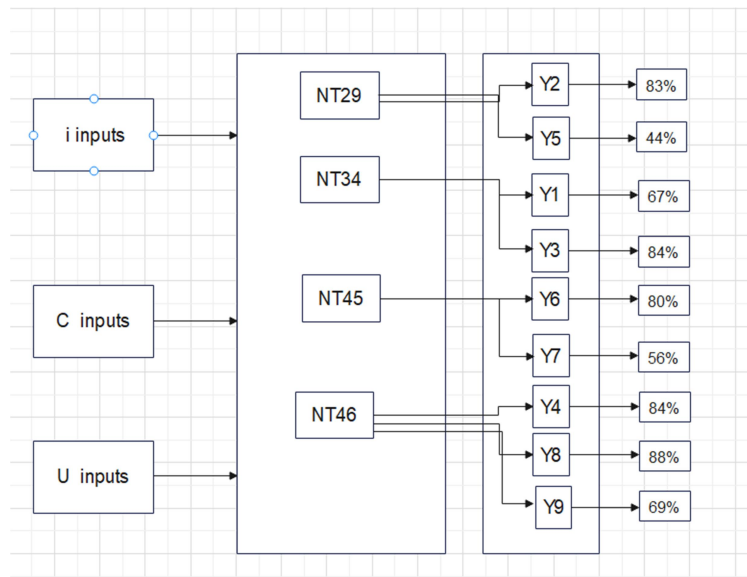 i inputs
C inputs
U inputs
NT29
NT34
NT45
NT46
Y2
Y5
Y1
Y3
Y6
Y7
Y4
Y8
Y9
83%
44%
67%
84%
80%
56%
84%
88%
69%